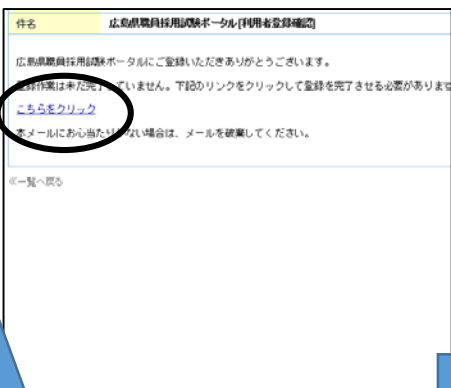 件名 広島県職員採用試験ポータル[利用者登録確認]
広島県職員採用試験ポータルにご登録いただきありがとうございます。
登録作業は未だ完了していません。下記のリンクをクリックして登録を完了させる必要がありませ
こちらをクリック
本メールにお心当たりのない場合は、メールを破棄してください。
≪一覧へ戻る